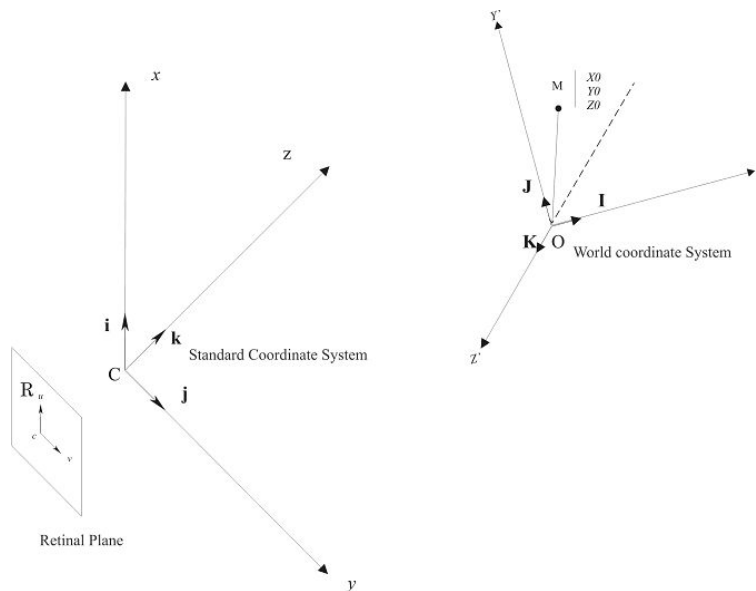 x
z
i
k
Standard Coordinate System
C
j
R
u
c
v
Retinal Plane
y
Y'
M
X0
Y0
Z0
J
I
K
O
World coordinate System
Z'